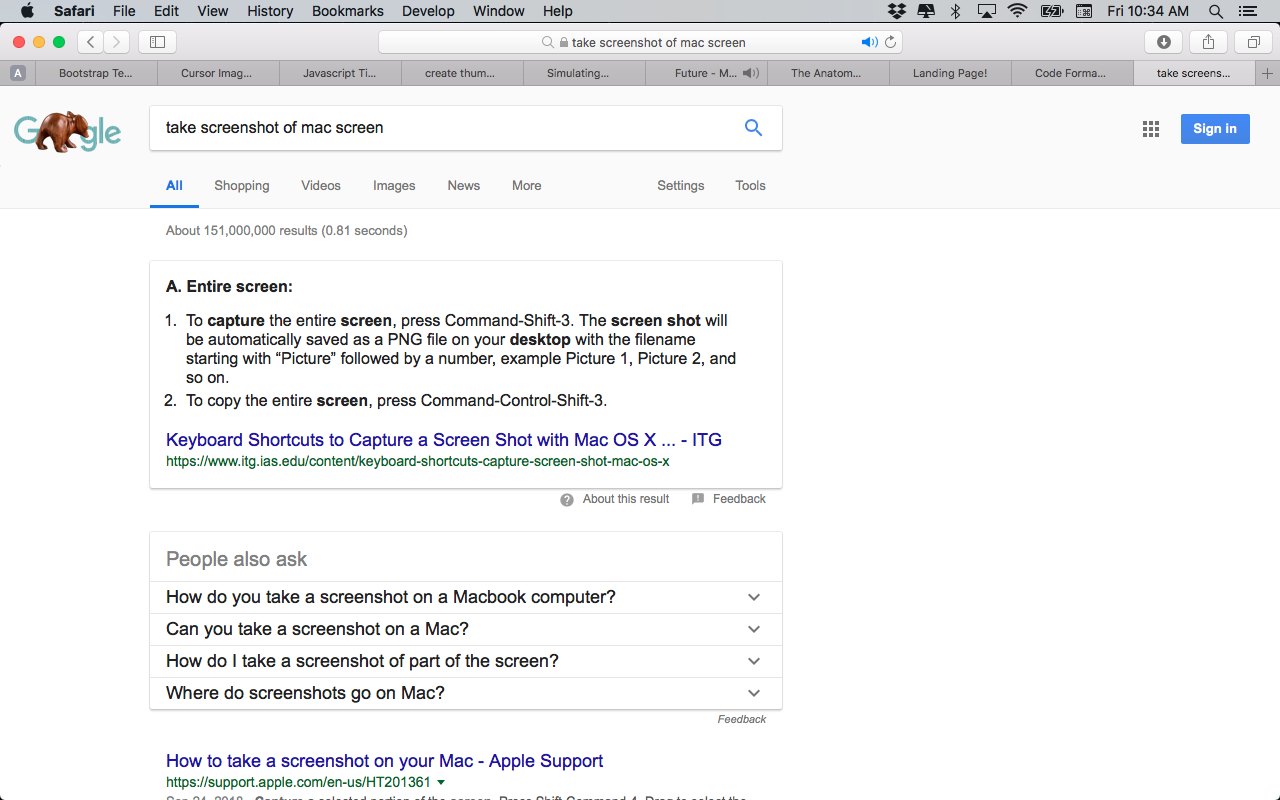 Safari File Edit View History Bookmarks Develop Window Help Fri 10:34 AM
take screenshot of mac screen
A Bootstrap Te... Cursor Imag... Javascript Ti... create thum... Simulating... Future - M... The Anatom... Landing Page! Code Forma... take screens... +
take screenshot of mac screen
Sign in
All Shopping Videos Images News More Settings Tools
About 151,000,000 results (0.81 seconds)
A. Entire screen:
1. To capture the entire screen, press Command-Shift-3. The screen shot will
be automatically saved as a PNG file on your desktop with the filename
starting with “Picture” followed by a number, example Picture 1, Picture 2, and
so on.
2. To copy the entire screen, press Command-Control-Shift-3.
Keyboard Shortcuts to Capture a Screen Shot with Mac OS X ... - ITG
https://www.itg.ias.edu/content/keyboard-shortcuts-capture-screen-shot-mac-os-x
About this result Feedback
People also ask
How do you take a screenshot on a Macbook computer?
Can you take a screenshot on a Mac?
How do I take a screenshot of part of the screen?
Where do screenshots go on Mac?
Feedback
How to take a screenshot on your Mac - Apple Support
https://support.apple.com/en-us/HT201361